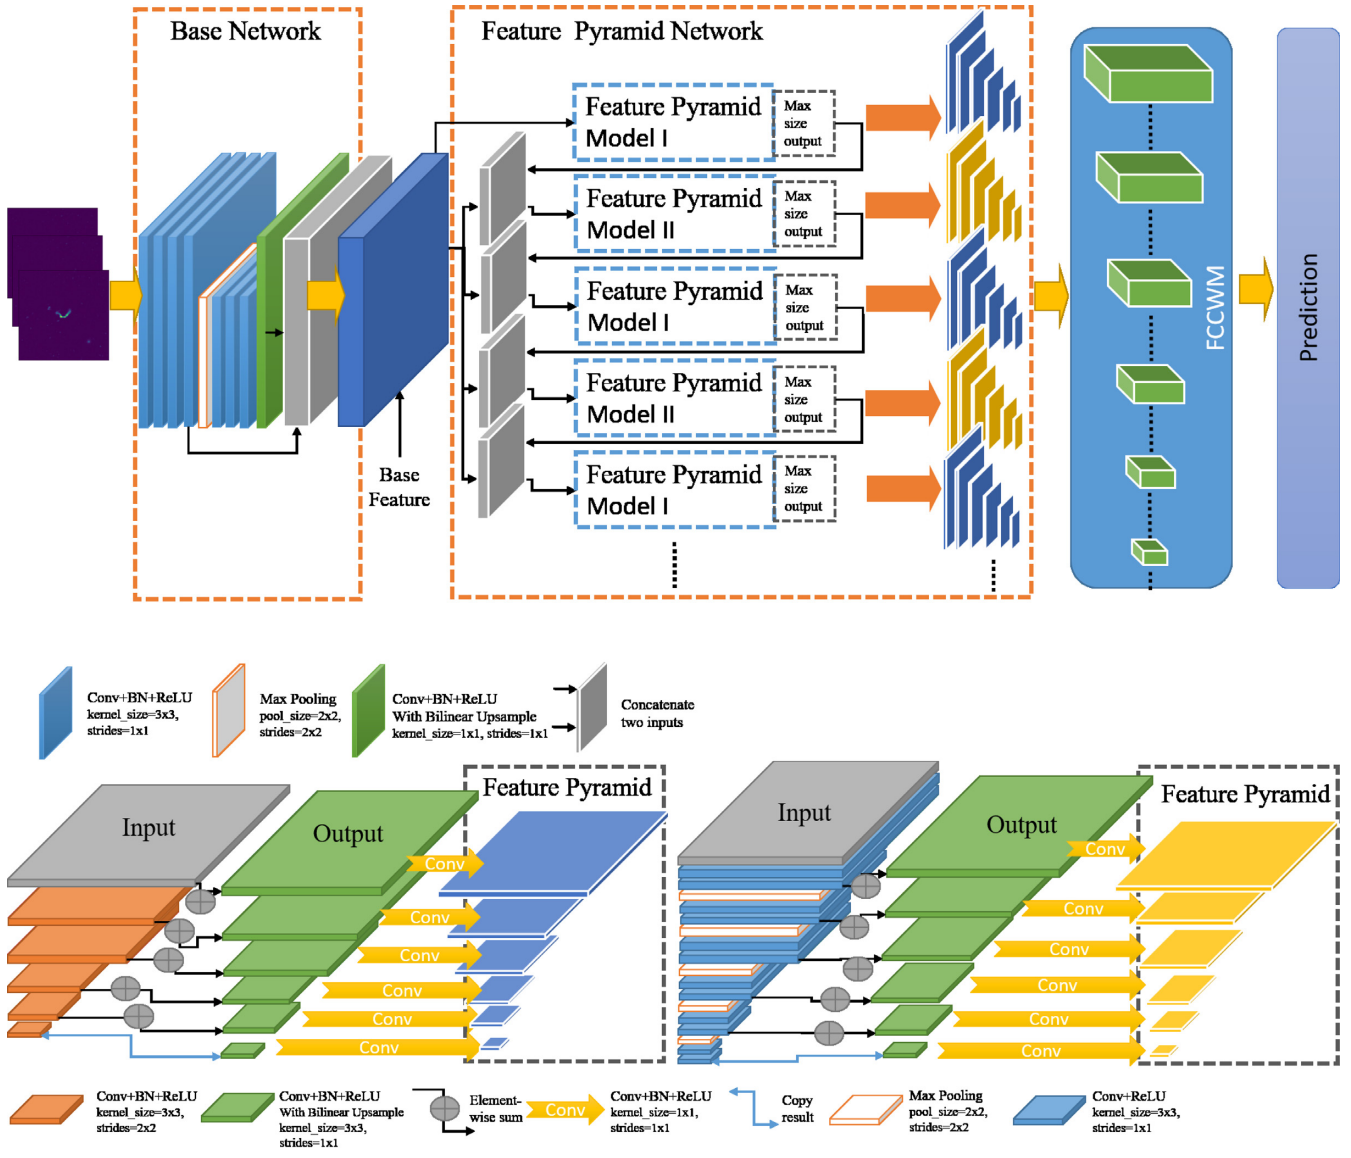 Base Network
Feature Pyramid Network
Feature Pyramid
Model I
Max
size
output
Feature Pyramid
Model II
Max
size
output
Feature Pyramid
Model I
Max
size
output
Feature Pyramid
Model II
Max
size
output
Feature Pyramid
Model I
Max
size
output
Base
Feature
FCCWM
Prediction
Conv+BN+ReLU
kernel_size=3x3,
strides=1x1
Max Pooling
pool_size=2x2,
strides=2x2
Conv+BN+ReLU
With Bilinear Upsample
kernel_size=1x1, strides=1x1
Concatenate
two inputs
Input
Output
Feature Pyramid
Conv
Conv
Conv
Conv
Conv
Conv
Input
Output
Feature Pyramid
Conv
Conv
Conv
Conv
Conv
Conv
Conv+BN+ReLU
kernel_size=3x3,
strides=2x2
Conv+BN+ReLU
With Bilinear Upsample
kernel_size=3x3,
strides=1x1
Element-
wise sum
Conv
Conv+BN+ReLU
kernel_size=1x1,
strides=1x1
Copy
result
Max Pooling
pool_size=2x2,
strides=2x2
Conv+ReLU
kernel_size=3x3,
strides=1x1